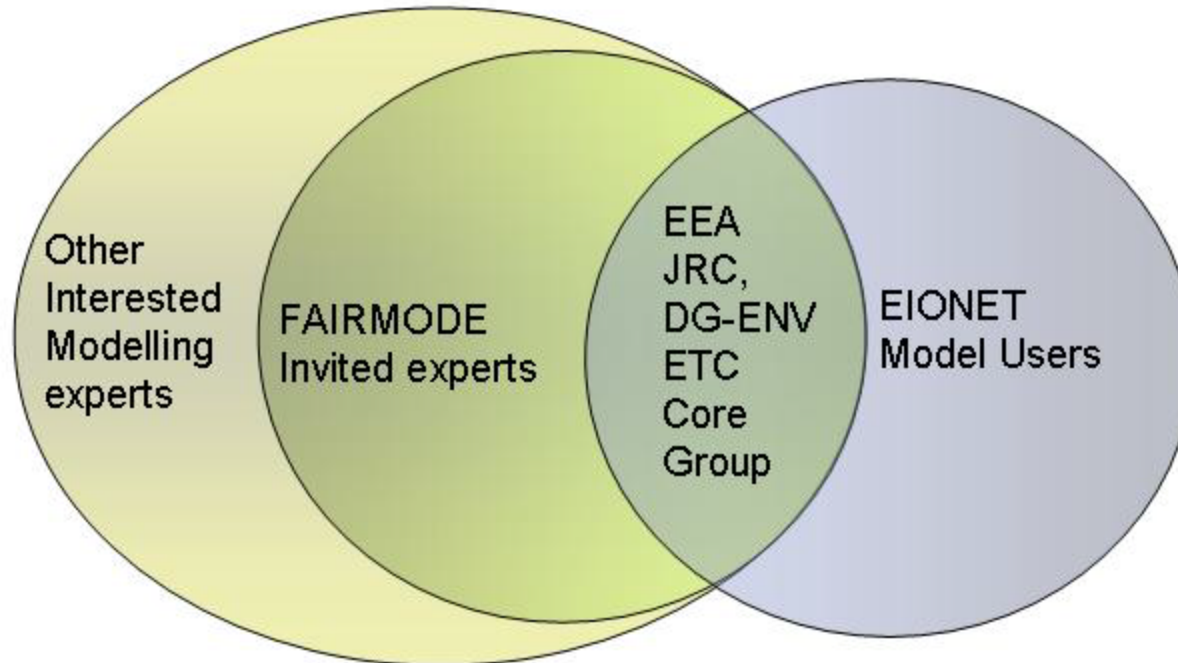 Other
Interested
Modelling
experts
FAIRMODE
Invited experts
EEA
JRC,
DG-ENV
ETC
Core
Group
EIONET
Model Users